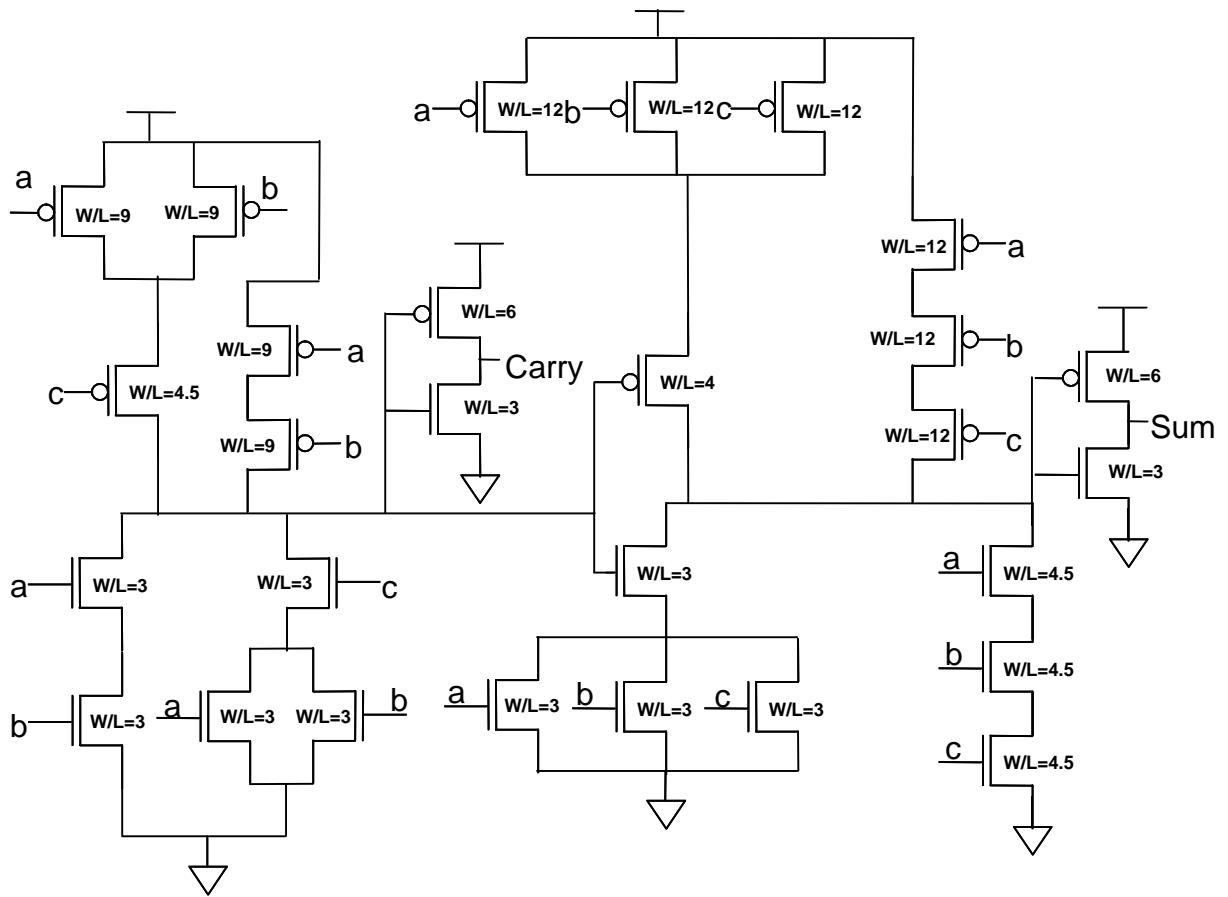 a W/L=12 b W/L=12 c W/L=12
a W/L=9 W/L=9 b
W/L=12 a
W/L=6
W/L=9 a
W/L=12 b
Carry
W/L=6
c W/L=4.5
W/L=4
W/L=3
W/L=9 b
W/L=12 c
Sum
W/L=3
a W/L=3
W/L=3 c
W/L=3
a W/L=4.5
b W/L=4.5
b W/L=3
a W/L=3 W/L=3 b
a W/L=3 b W/L=3 c W/L=3
c W/L=4.5